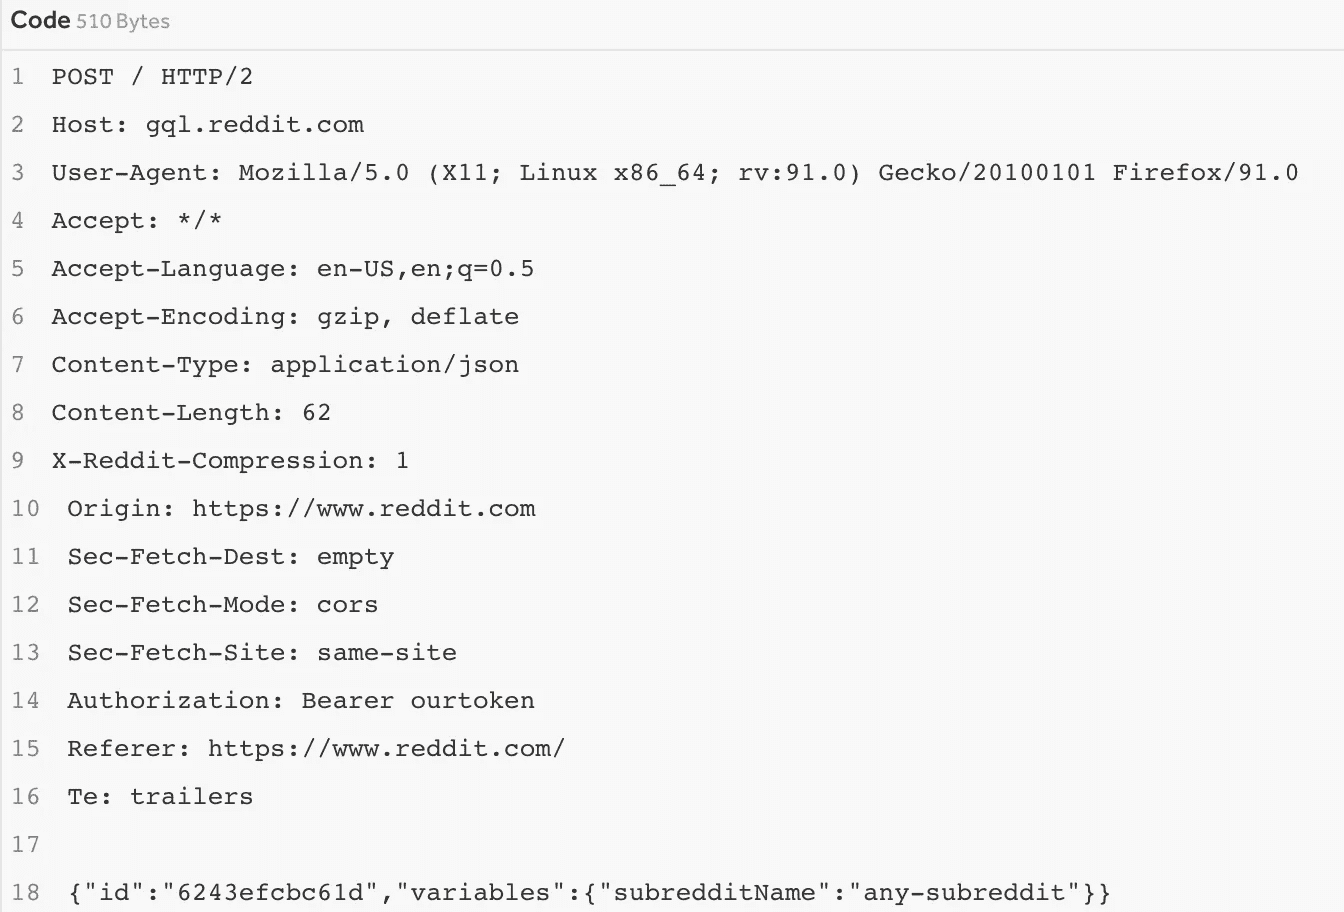 Code 510 Bytes
1 POST / HTTP/2
2 Host: gql.reddit.com
3 User-Agent: Mozilla/5.0 (X11; Linux x86_64; rv:91.0) Gecko/20100101 Firefox/91.0
4 Accept: */*
5 Accept-Language: en-US,en;q=0.5
6 Accept-Encoding: gzip, deflate
7 Content-Type: application/json
8 Content-Length: 62
9 X-Reddit-Compression: 1
10 Origin: https://www.reddit.com
11 Sec-Fetch-Dest: empty
12 Sec-Fetch-Mode: cors
13 Sec-Fetch-Site: same-site
14 Authorization: Bearer ourtoken
15 Referer: https://www.reddit.com/
16 Te: trailers
17
18 {"id":"6243efcbc61d","variables":{"subredditName":"any-subreddit"}}